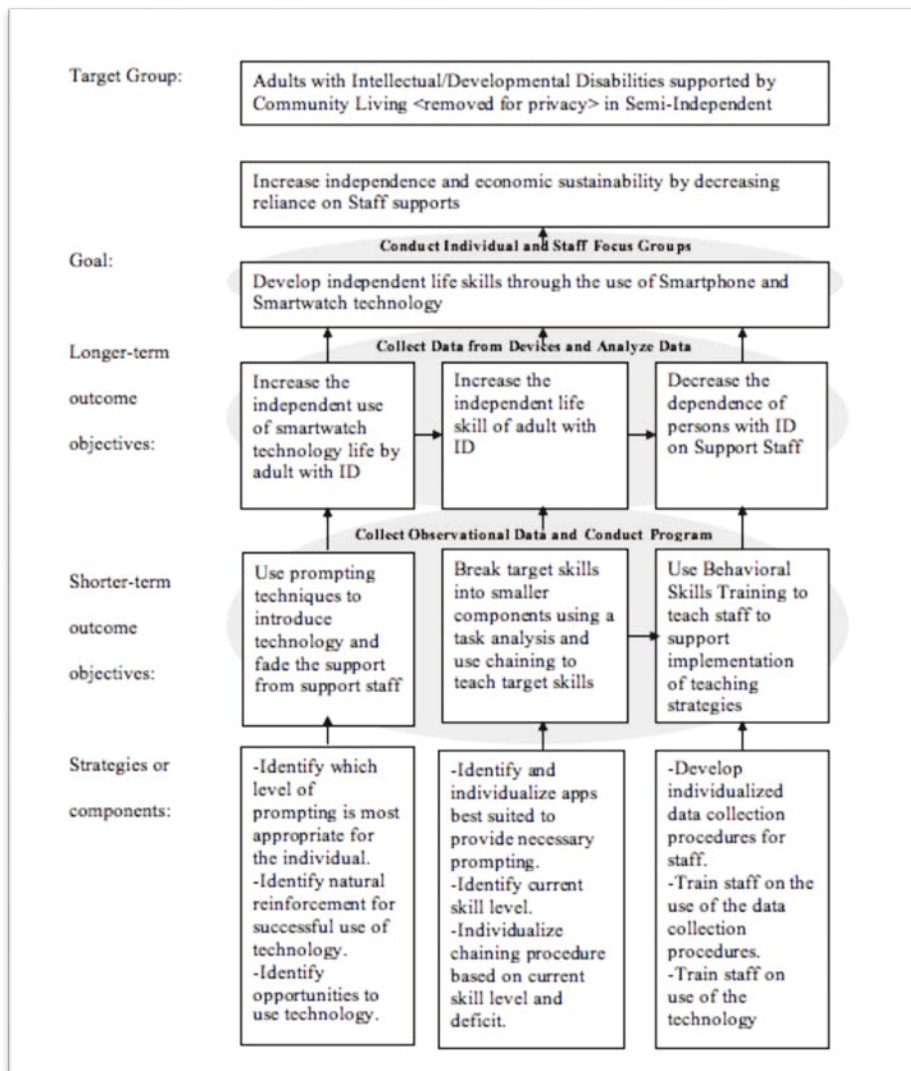 Target Group:
Adults with Intellectual/Developmental Disabilities supported by
Community Living <removed for privacy> in Semi-Independent
Increase independence and economic sustainability by decreasing
reliance on Staff supports
Conduct Individual and Staff Focus Groups
Goal:
Develop independent life skills through the use of Smartphone and
Smartwatch technology
Longer-term
outcome
objectives:
Collect Data from Devices and Analyze Data
Increase the
independent use
of smartwatch
technology life by
adult with ID
Increase the
independent life
skill of adult with
ID
Decrease the
dependence of
persons with ID
on Support Staff
Collect Observational Data and Conduct Program
Shorter-term
outcome
objectives:
Use prompting
techniques to
introduce
technology and
fade the support
from support staff
Break target skills
into smaller
components using a
task analysis and
use chaining to
teach target skills
Use Behavioral
Skills Training to
teach staff to
support
implementation
of teaching
strategies
Strategies or
components:
-Identify which
level of
prompting is most
appropriate for
the individual.
-Identify natural
reinforcement for
successful use of
technology.
-Identify
opportunities to
use technology.
-Identify and
individualize apps
best suited to
provide necessary
prompting.
-Identify current
skill level.
-Individualize
chaining procedure
based on current
skill level and
deficit.
-Develop
individualized
data collection
procedures for
staff.
-Train staff on the
use of the data
collection
procedures.
-Train staff on
use of the
technology